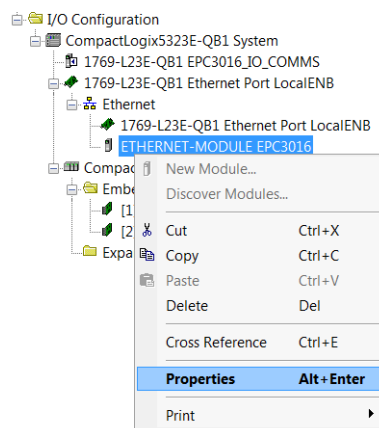 I/O Configuration
CompactLogix5323E-QB1 System
1769-L23E-QB1 EPC3016_IO_COMMS
1769-L23E-QB1 Ethernet Port LocalENB
Ethernet
1769-L23E-QB1 Ethernet Port LocalENB
ETHERNET-MODULE EPC3016
Compac
Embe
[1
[2
Expa
New Module...
Discover Modules...
Cut Ctrl+X
Copy Ctrl+C
Paste Ctrl+V
Delete Del
Cross Reference Ctrl+E
Properties Alt+Enter
Print